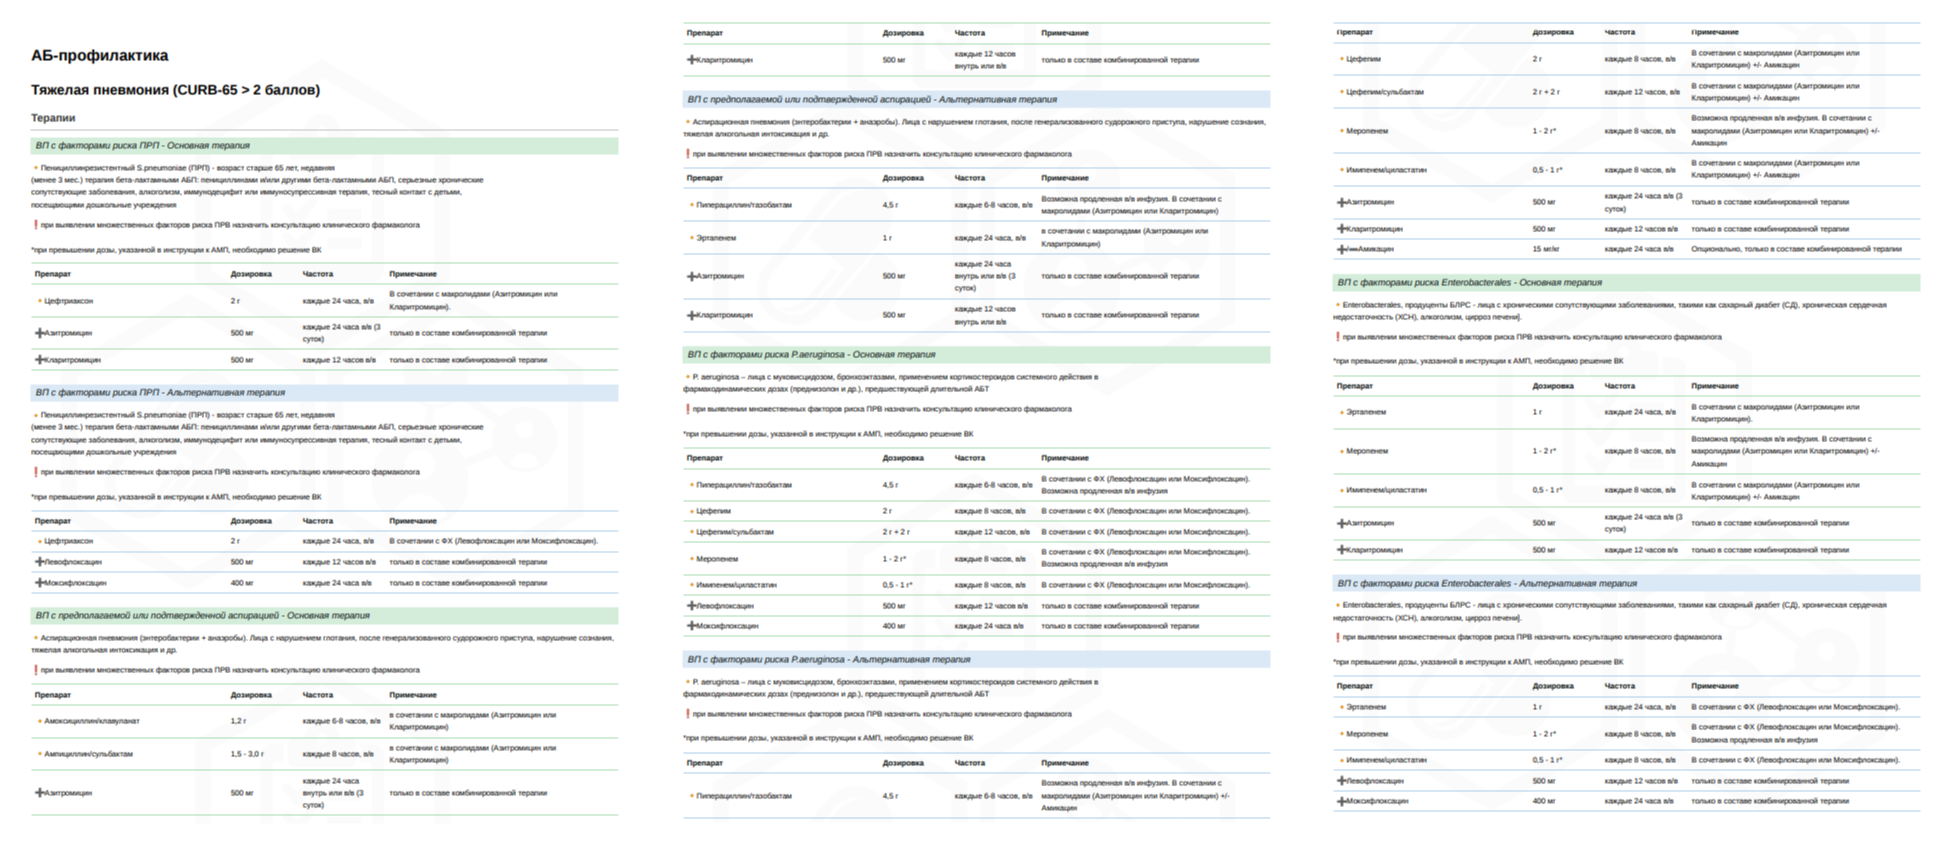 АБ-профилактика
Тяжелая пневмония (CURB-65 > 2 баллов)
Терапии
ВП с факторами риска ПРП - Основная терапия
🔸Пенициллинрезистентный S.pneumoniae (ПРП) - возраст старше 65 лет, недавняя
(менее 3 мес.) терапия бета-лактамными АБП: пенициллинами и/или другими бета-лактамными АБП, серьезные хронические
сопутствующие заболевания, алкоголизм, иммунодецифит или иммуносупрессивная терапия, тесный контакт с детьми,
посещающими дошкольные учреждения
❗при выявлении множественных факторов риска ПРВ назначить консультацию клинического фармаколога
*при превышении дозы, указанной в инструкции к АМП, необходимо решение ВК
Препарат Дозировка Частота Примечание
🔸Цефтриаксон 2 г каждые 24 часа, в/в В сочетании с макролидами (Азитромицин или
Кларитромицин).
➕Азитромицин 500 мг каждые 24 часа в/в (3
суток) только в составе комбинированной терапии
➕Кларитромицин 500 мг каждые 12 часов в/в только в составе комбинированной терапии
ВП с факторами риска ПРП - Альтернативная терапия
🔸Пенициллинрезистентный S.pneumoniae (ПРП) - возраст старше 65 лет, недавняя
(менее 3 мес.) терапия бета-лактамными АБП: пенициллинами и/или другими бета-лактамными АБП, серьезные хронические
сопутствующие заболевания, алкоголизм, иммунодецифит или иммуносупрессивная терапия, тесный контакт с детьми,
посещающими дошкольные учреждения
❗при выявлении множественных факторов риска ПРВ назначить консультацию клинического фармаколога
*при превышении дозы, указанной в инструкции к АМП, необходимо решение ВК
Препарат Дозировка Частота Примечание
🔸Цефтриаксон 2 г каждые 24 часа, в/в В сочетании с ФХ (Левофлоксацин или Моксифлоксацин).
➕Левофлоксацин 500 мг каждые 12 часов в/в только в составе комбинированной терапии
➕Моксифлоксацин 400 мг каждые 24 часа в/в только в составе комбинированной терапии
ВП с предполагаемой или подтвержденной аспирацией - Основная терапия
🔸Аспирационная пневмония (энтеробактерии + анаэробы). Лица с нарушением глотания, после генерализованного судорожного приступа, нарушение сознания,
тяжелая алкогольная интоксикация и др.
❗при выявлении множественных факторов риска ПРВ назначить консультацию клинического фармаколога
Препарат Дозировка Частота Примечание
🔸Амоксициллин/клавуланат 1,2 г каждые 6-8 часов, в/в в сочетании с макролидами (Азитромицин или
Кларитромицин)
🔸Ампициллин/сульбактам 1,5 - 3,0 г каждые 8 часов, в/в в сочетании с макролидами (Азитромицин или
Кларитромицин)
➕Азитромицин 500 мг каждые 24 часа
внутрь или в/в (3
суток) только в составе комбинированной терапии
Препарат Дозировка Частота Примечание
➕Кларитромицин 500 мг каждые 12 часов
внутрь или в/в только в составе комбинированной терапии
ВП с предполагаемой или подтвержденной аспирацией - Альтернативная терапия
🔸Аспирационная пневмония (энтеробактерии + анаэробы). Лица с нарушением глотания, после генерализованного судорожного приступа, нарушение сознания,
тяжелая алкогольная интоксикация и др.
❗при выявлении множественных факторов риска ПРВ назначить консультацию клинического фармаколога
Препарат Дозировка Частота Примечание
🔸Пиперациллин/тазобактам 4,5 г каждые 6-8 часов, в/в Возможна продленная в/в инфузия. В сочетании с
макролидами (Азитромицин или Кларитромицин)
🔸Эртапенем 1 г каждые 24 часа, в/в в сочетании с макролидами (Азитромицин или
Кларитромицин)
➕Азитромицин 500 мг каждые 24 часа
внутрь или в/в (3
суток) только в составе комбинированной терапии
➕Кларитромицин 500 мг каждые 12 часов
внутрь или в/в только в составе комбинированной терапии
ВП с факторами риска P.aeruginosa - Основная терапия
🔸P. aeruginosa – лица с муковисцидозом, бронхоэктазами, применением кортикостероидов системного действия в
фармакодинамических дозах (преднизолон и др.), предшествующей длительной АБТ
❗при выявлении множественных факторов риска ПРВ назначить консультацию клинического фармаколога
*при превышении дозы, указанной в инструкции к АМП, необходимо решение ВК
Препарат Дозировка Частота Примечание
🔸Пиперациллин/тазобактам 4,5 г каждые 6-8 часов, в/в В сочетании с ФХ (Левофлоксацин или Моксифлоксацин).
Возможна продленная в/в инфузия
🔸Цефепим 2 г каждые 8 часов, в/в В сочетании с ФХ (Левофлоксацин или Моксифлоксацин).
🔸Цефепим/сульбактам 2 г + 2 г каждые 12 часов, в/в В сочетании с ФХ (Левофлоксацин или Моксифлоксацин).
🔸Меропенем 1 - 2 г* каждые 8 часов, в/в В сочетании с ФХ (Левофлоксацин или Моксифлоксацин).
Возможна продленная в/в инфузия
🔸Имипенем/циластатин 0,5 - 1 г* каждые 8 часов, в/в В сочетании с ФХ (Левофлоксацин или Моксифлоксацин).
➕Левофлоксацин 500 мг каждые 12 часов в/в только в составе комбинированной терапии
➕Моксифлоксацин 400 мг каждые 24 часа в/в только в составе комбинированной терапии
ВП с факторами риска P.aeruginosa - Альтернативная терапия
🔸P. aeruginosa – лица с муковисцидозом, бронхоэктазами, применением кортикостероидов системного действия в
фармакодинамических дозах (преднизолон и др.), предшествующей длительной АБТ
❗при выявлении множественных факторов риска ПРВ назначить консультацию клинического фармаколога
*при превышении дозы, указанной в инструкции к АМП, необходимо решение ВК
Препарат Дозировка Частота Примечание
🔸Пиперациллин/тазобактам 4,5 г каждые 6-8 часов, в/в Возможна продленная в/в инфузия. В сочетании с
макролидами (Азитромицин или Кларитромицин) +/-
Амикацин
Препарат Дозировка Частота Примечание
🔸Цефепим 2 г каждые 8 часов, в/в В сочетании с макролидами (Азитромицин или
Кларитромицин) +/- Амикацин
🔸Цефепим/сульбактам 2 г + 2 г каждые 12 часов, в/в В сочетании с макролидами (Азитромицин или
Кларитромицин) +/- Амикацин
🔸Меропенем 1 - 2 г* каждые 8 часов, в/в Возможна продленная в/в инфузия. В сочетании с
макролидами (Азитромицин или Кларитромицин) +/-
Амикацин
🔸Имипенем/циластатин 0,5 - 1 г* каждые 8 часов, в/в В сочетании с макролидами (Азитромицин или
Кларитромицин) +/- Амикацин
➕Азитромицин 500 мг каждые 24 часа, в/в (3
суток) только в составе комбинированной терапии
➕Кларитромицин 500 мг каждые 12 часов в/в только в составе комбинированной терапии
➕/➖Амикацин 15 мг/кг каждые 24 часа в/в Опционально, только в составе комбинированной терапии
ВП с факторами риска Enterobacterales - Основная терапия
🔸Enterobacterales, продуценты БЛРС - лица с хроническими сопутствующими заболеваниями, такими как сахарный диабет (СД), хроническая сердечная
недостаточность (ХСН), алкоголизм, цирроз печени].
❗при выявлении множественных факторов риска ПРВ назначить консультацию клинического фармаколога
*при превышении дозы, указанной в инструкции к АМП, необходимо решение ВК
Препарат Дозировка Частота Примечание
🔸Эртапенем 1 г каждые 24 часа, в/в В сочетании с макролидами (Азитромицин или
Кларитромицин).
🔸Меропенем 1 - 2 г* каждые 8 часов, в/в Возможна продленная в/в инфузия. В сочетании с
макролидами (Азитромицин или Кларитромицин) +/-
Амикацин
🔸Имипенем/циластатин 0,5 - 1 г* каждые 8 часов, в/в В сочетании с макролидами (Азитромицин или
Кларитромицин) +/- Амикацин
➕Азитромицин 500 мг каждые 24 часа в/в (3
суток) только в составе комбинированной терапии
➕Кларитромицин 500 мг каждые 12 часов в/в только в составе комбинированной терапии
ВП с факторами риска Enterobacterales - Альтернативная терапия
🔸Enterobacterales, продуценты БЛРС - лица с хроническими сопутствующими заболеваниями, такими как сахарный диабет (СД), хроническая сердечная
недостаточность (ХСН), алкоголизм, цирроз печени].
❗при выявлении множественных факторов риска ПРВ назначить консультацию клинического фармаколога
*при превышении дозы, указанной в инструкции к АМП, необходимо решение ВК
Препарат Дозировка Частота Примечание
🔸Эртапенем 1 г каждые 24 часа, в/в В сочетании с ФХ (Левофлоксацин или Моксифлоксацин).
🔸Меропенем 1 - 2 г* каждые 8 часов, в/в В сочетании с ФХ (Левофлоксацин или Моксифлоксацин).
Возможна продленная в/в инфузия
🔸Имипенем/циластатин 0,5 - 1 г* каждые 8 часов, в/в В сочетании с ФХ (Левофлоксацин или Моксифлоксацин).
➕Левофлоксацин 500 мг каждые 12 часов в/в только в составе комбинированной терапии
➕Моксифлоксацин 400 мг каждые 24 часа в/в только в составе комбинированной терапии